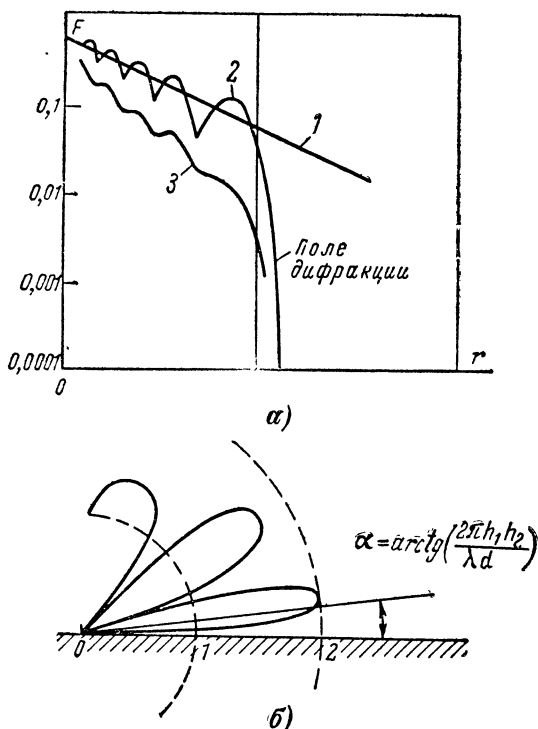 F
0,1
0,01
0,001
0,0001
0
2
1
3
Поле
дифракции
r
а)
α = arctg(2πh₁h₂/λd)
0
1
2
б)